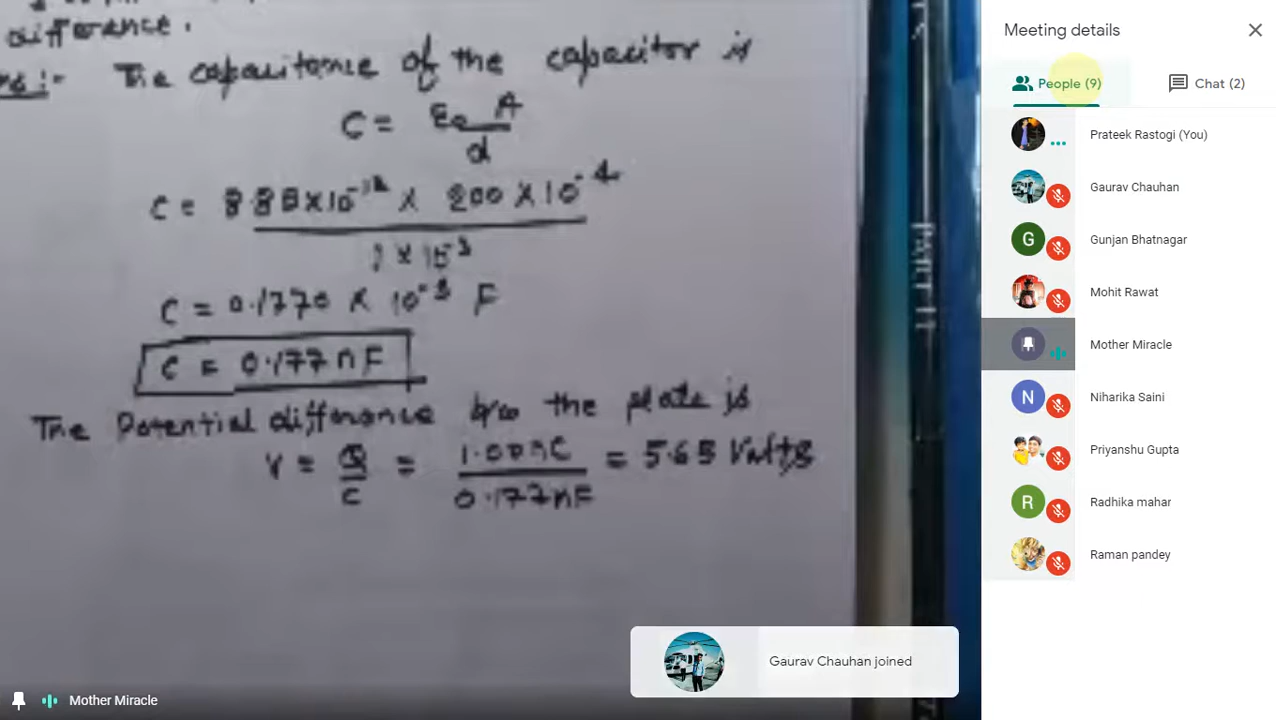 difference.
ns:- The capacitance of the capacitor is
C = ε₀ A
d
C = 8.85×10⁻¹² × 200 × 10⁻⁴
1 × 10⁻³
C = 0.1770 × 10⁻⁹ F
C = 0.177 nF
The Potential difference b/w the plate is
V = Q = 1.00nC = 5.65 Volts
C 0.177nF
Mother Miracle
Gaurav Chauhan joined
Meeting details
People (9)
Chat (2)
Prateek Rastogi (You)
Gaurav Chauhan
G
Gunjan Bhatnagar
Mohit Rawat
Mother Miracle
N
Niharika Saini
Priyanshu Gupta
R
Radhika mahar
Raman pandey